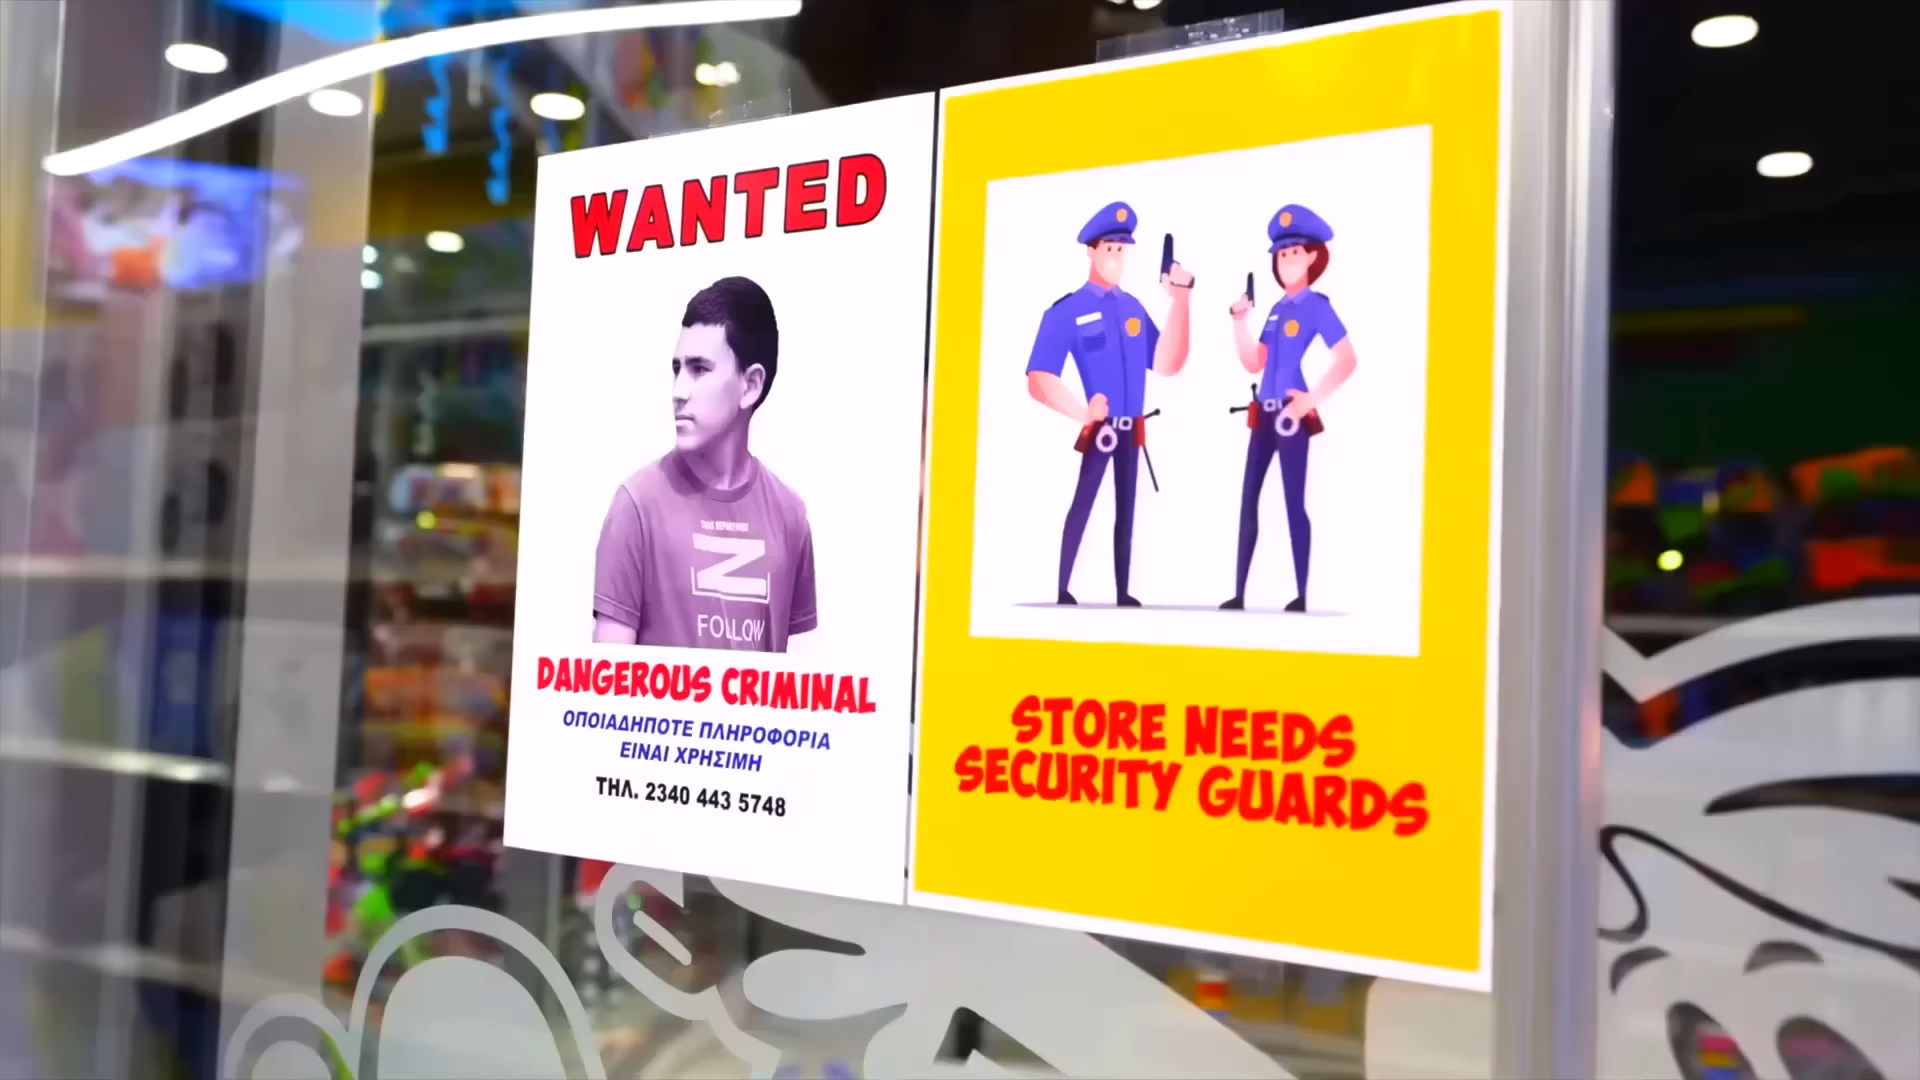 WANTED
N
FOLLOW
DANGEROUS CRIMINAL
ΟΠΟΙΑΔΗΠΟΤΕ ΠΛΗΡΟΦΟΡΙΑ
ΕΙΝΑΙ ΧΡΗΣΙΜΗ
ΤΗΛ. 2340 443 5748
STORE NEEDS
SECURITY GUARDS